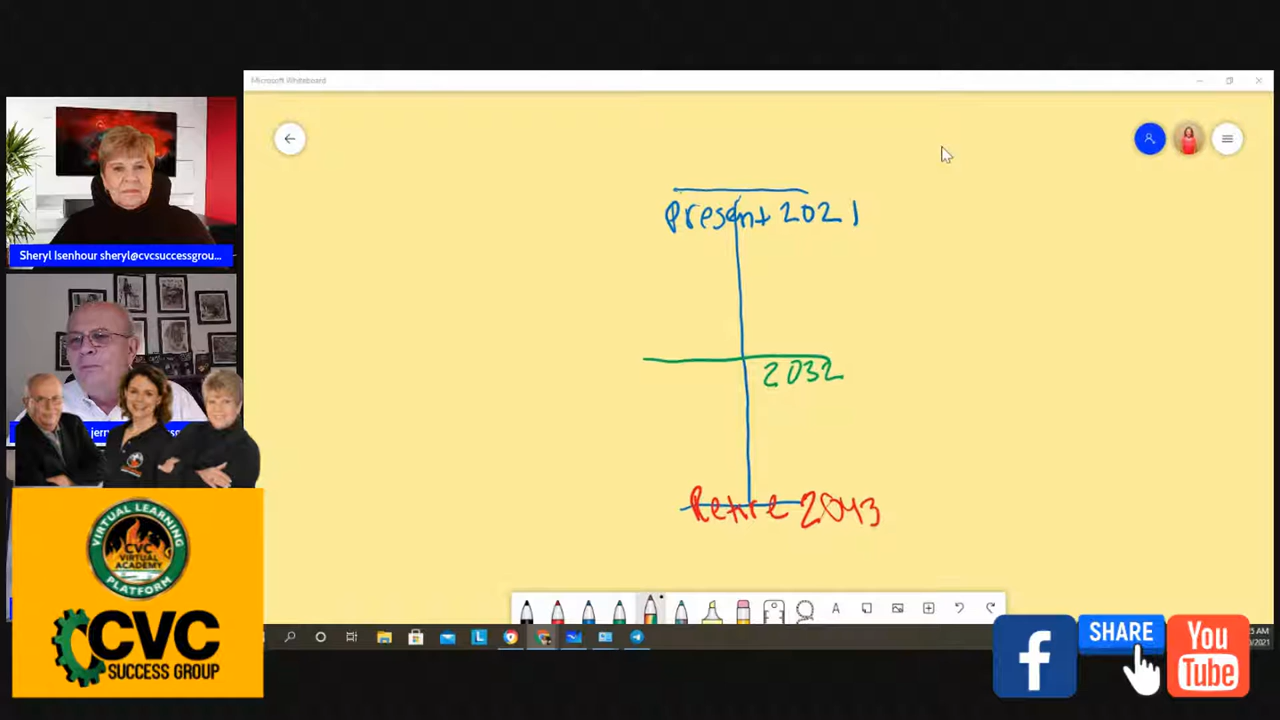 Microsoft Whiteboard
Present 2021
2032
Retire 2043
Sheryl Isenhour sheryl@cvcsuccessgrou...
VIRTUAL LEARNING
CVC
VIRTUAL
ACADEMY
PLATFORM
CVC
SUCCESS GROUP
A
L
f
SHARE
You
Tube